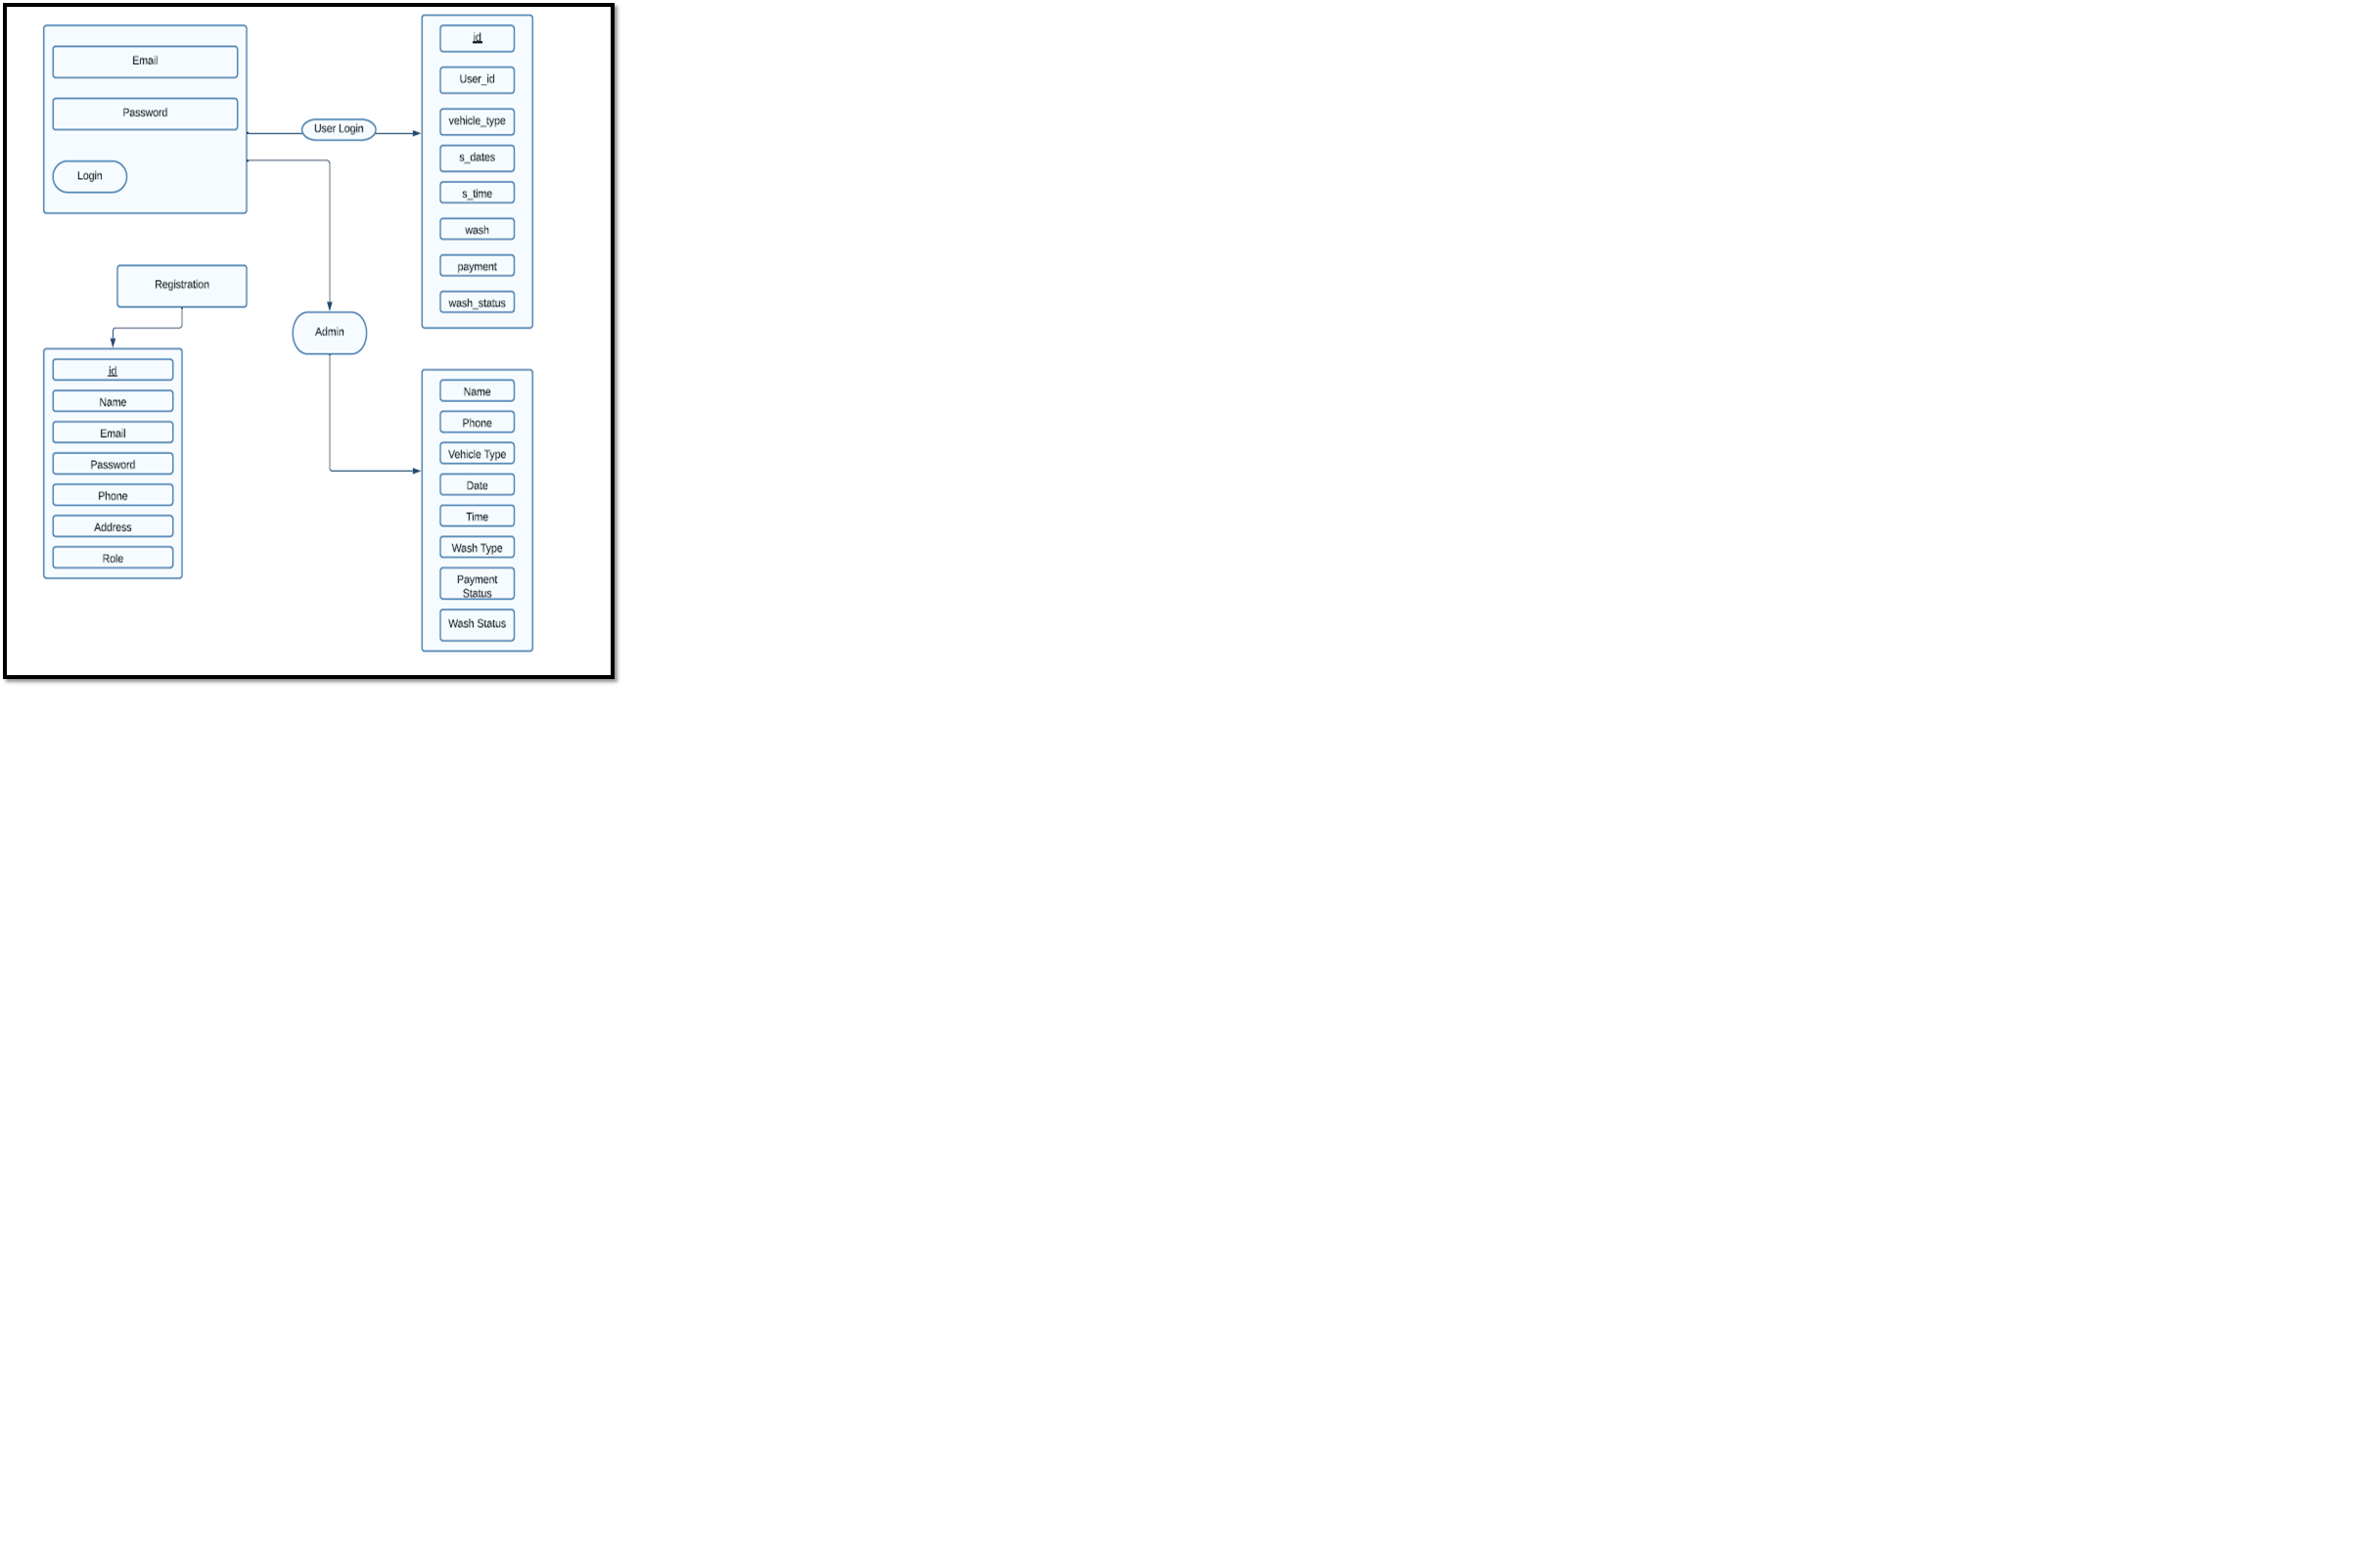 Email
Password
Login
User Login
id
User_id
vehicle_type
s_dates
s_time
wash
payment
wash_status
Registration
id
Name
Email
Password
Phone
Address
Role
Admin
Name
Phone
Vehicle Type
Date
Time
Wash Type
Payment
Status
Wash Status